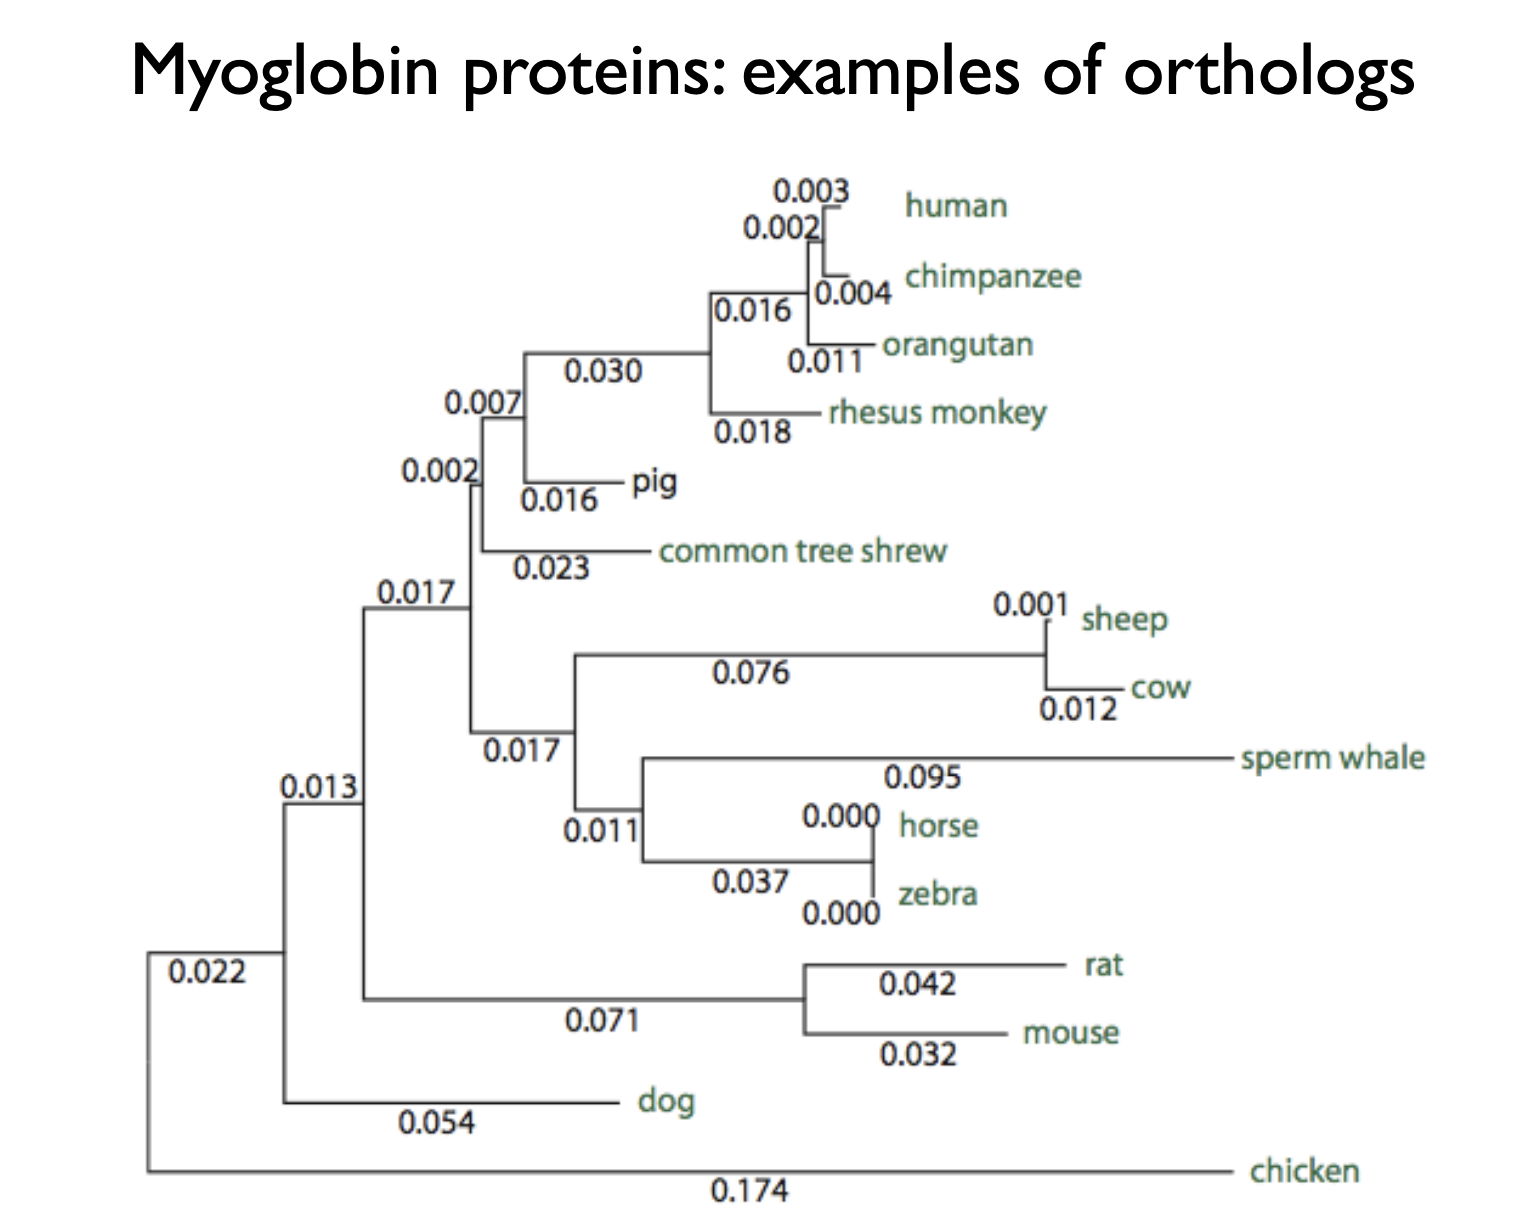 Myoglobin proteins: examples of orthologs
0.003
human
0.002
chimpanzee
0.004
0.016
orangutan
0.011
0.030
0.007
rhesus monkey
0.018
0.002
pig
0.016
common tree shrew
0.023
0.017
0.001
sheep
0.076
cow
0.012
0.017
sperm whale
0.095
0.013
0.000
horse
0.011
0.037
zebra
0.000
0.022
rat
0.042
0.071
mouse
0.032
dog
0.054
chicken
0.174